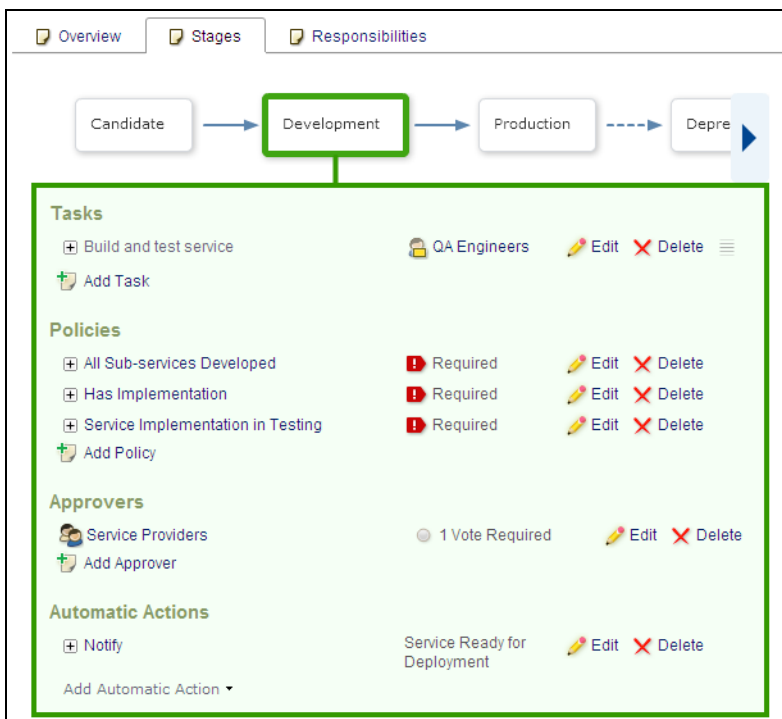 Overview Stages Responsibilities
Candidate Development Production Depre
Tasks
Build and test service QA Engineers Edit Delete
Add Task
Policies
All Sub-services Developed Required Edit Delete
Has Implementation Required Edit Delete
Service Implementation in Testing Required Edit Delete
Add Policy
Approvers
Service Providers 1 Vote Required Edit Delete
Add Approver
Automatic Actions
Notify Service Ready for Edit Delete
Deployment
Add Automatic Action